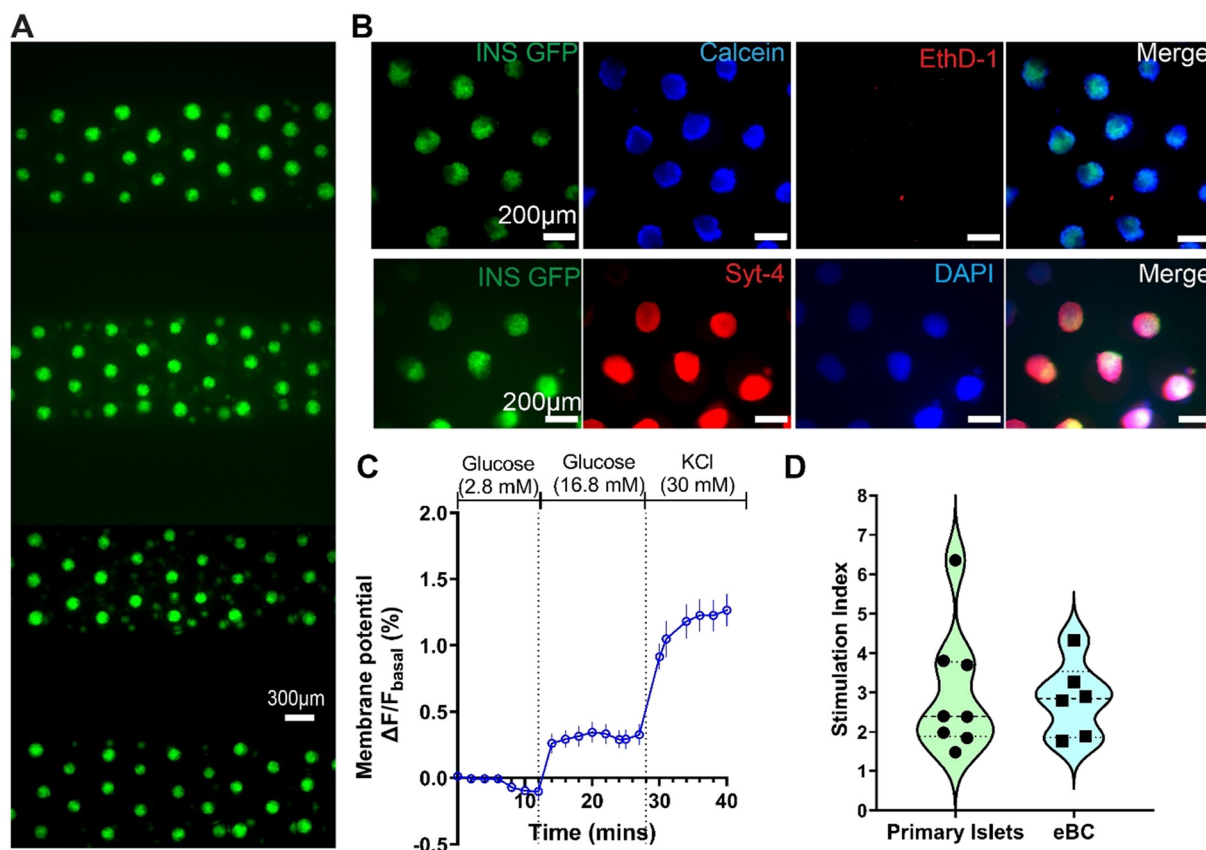 A
300µm
B
INS GFP
Calcein
EthD-1
Merge
200µm
INS GFP
Syt-4
DAPI
Merge
200µm
C
Glucose
(2.8 mM)
Glucose
(16.8 mM)
KCl
(30 mM)
Membrane potential
ΔF/F basal (%)
2.0
1.5
1.0
0.5
0.0
-0.5
10
20
30
40
Time (mins)
D
Stimulation Index
8
7
6
5
4
3
2
1
0
Primary Islets
eBC